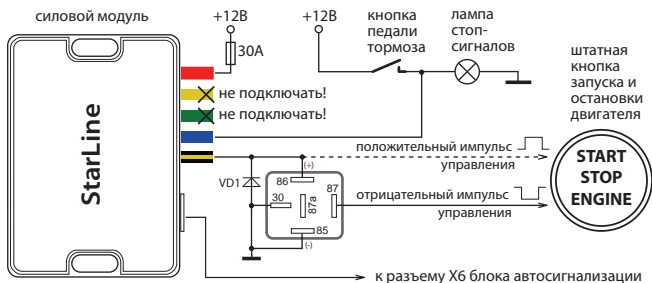 силовой модуль
+12В
30А
+12В
кнопка
педали
тормоза
лампа
стоп-
сигналов
штатная
кнопка
запуска и
остановки
двигателя
не подключать!
не подключать!
StarLine
положительный импульс
управления
START
STOP
ENGINE
(+)
VD1
86
30
87a
87
85
(-)
отрицательный импульс
управления
к разъему X6 блока автосигнализации